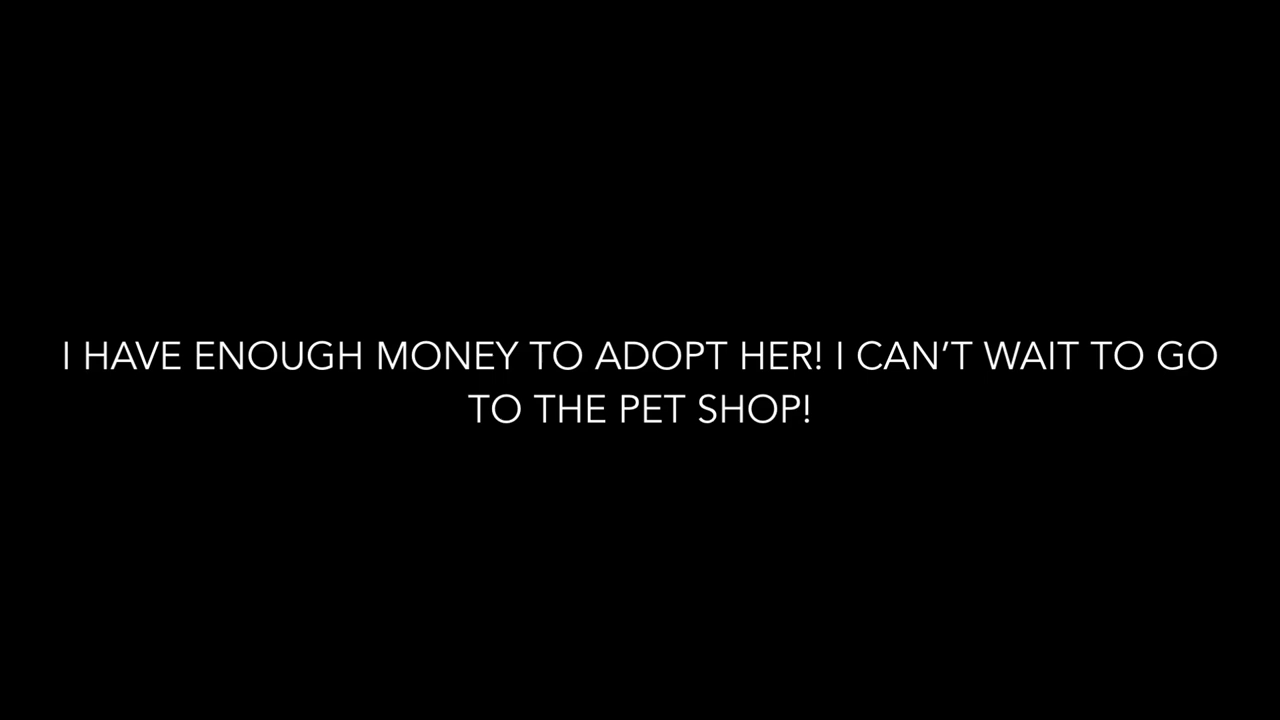 I HAVE ENOUGH MONEY TO ADOPT HER! I CAN’T WAIT TO GO
TO THE PET SHOP!